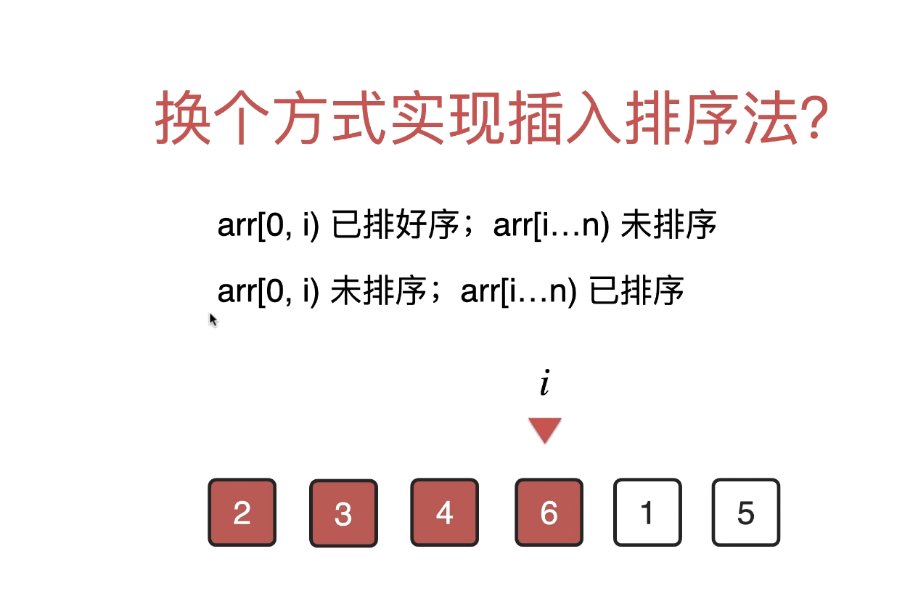 换个方式实现插入排序法？
arr[0, i) 已排好序；arr[i…n) 未排序
arr[0, i) 未排序；arr[i…n) 已排序
i
2 3 4 6 1 5